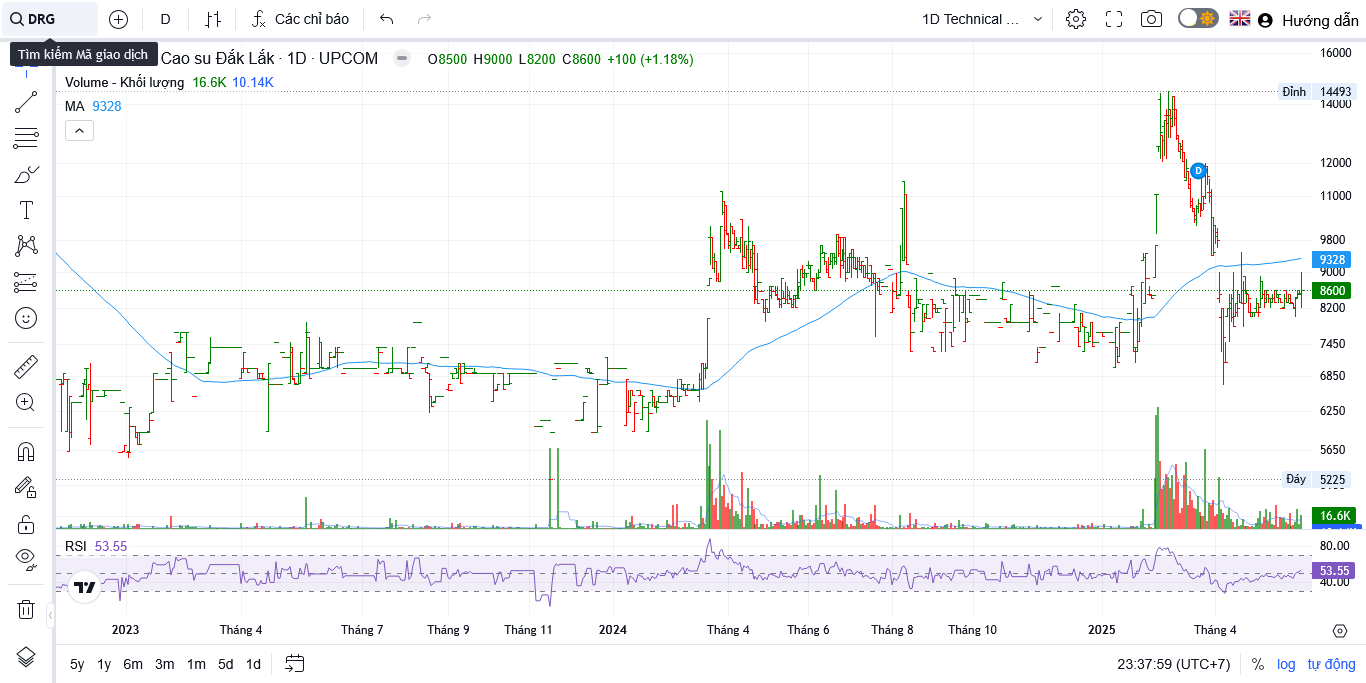 DRG
D
Các chỉ báo
1D Technical ...
Hướng dẫn
Tìm kiếm Mã giao dịch
Cao su Đắk Lắk · 1D · UPCOM
O8500 H9000 L8200 C8600 +100 (+1.18%)
Volume - Khối lượng 16.6K 10.14K
MA 9328
16000
Đỉnh 14493
14000
D
12000
11000
9800
9328
9000
8600
8200
7450
6850
6250
5650
Đáy 5225
16.6K
RSI 53.55
80.00
53.55
40.00
2023 Tháng 4 Tháng 7 Tháng 9 Tháng 11 2024 Tháng 4 Tháng 6 Tháng 8 Tháng 10 2025 Tháng 4
5y 1y 6m 3m 1m 5d 1d
23:37:59 (UTC+7) % log tự động